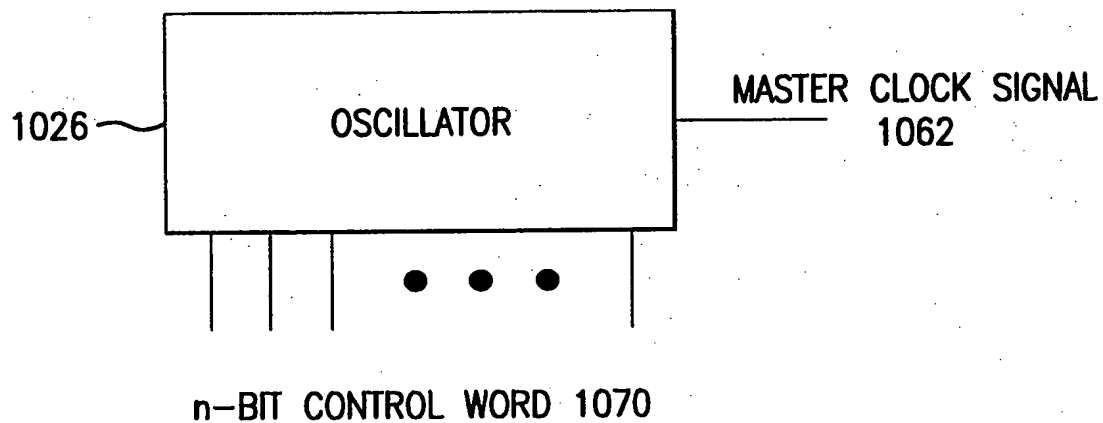 MASTER CLOCK SIGNAL
1062
1026
OSCILLATOR
n-BIT CONTROL WORD 1070